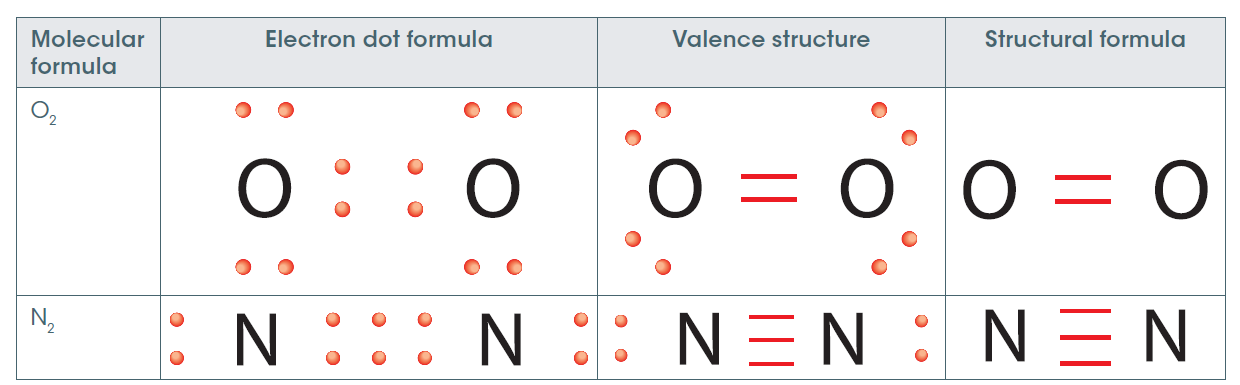 Molecular formula
Electron dot formula
Valence structure
Structural formula
O₂
O O
O = O
O = O
N₂
N N
N ≡ N
N ≡ N